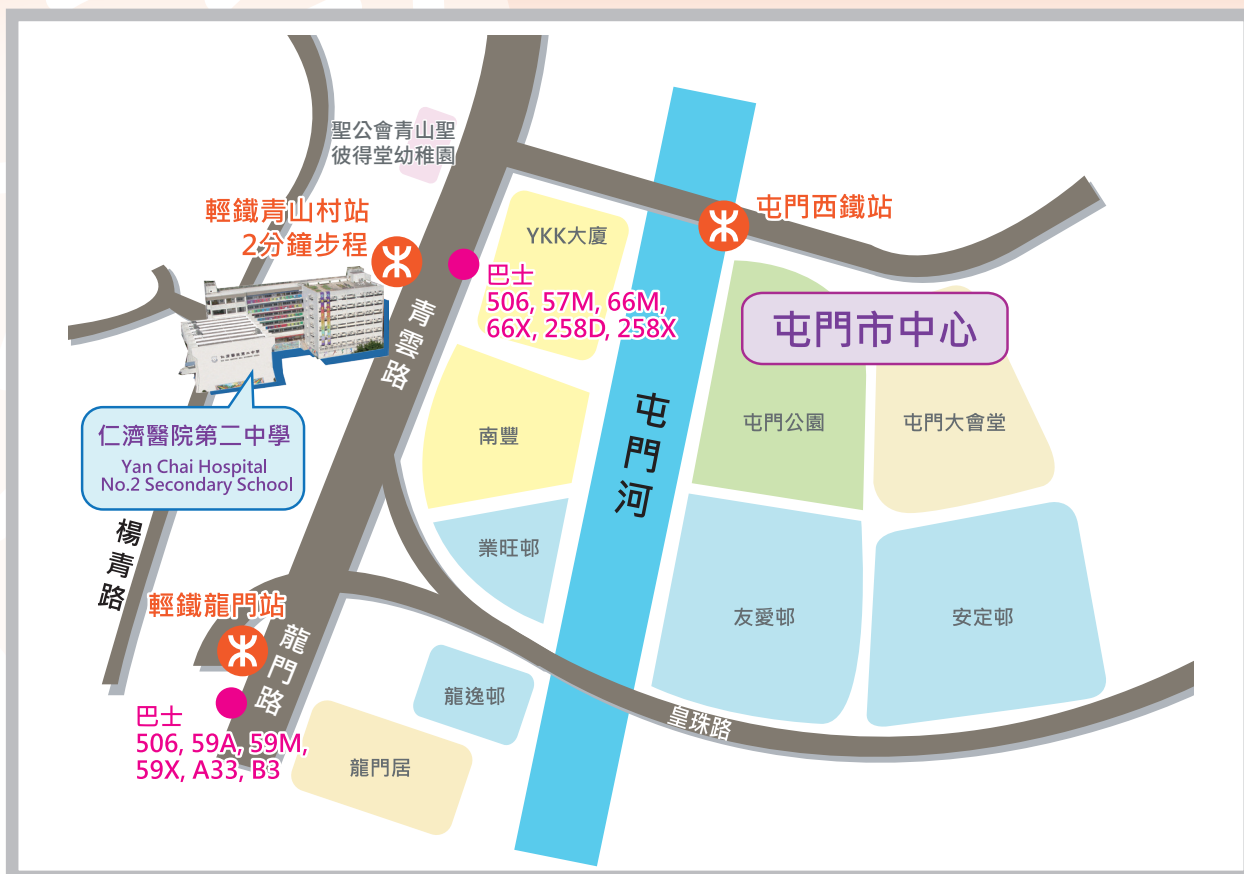 聖公會青山聖
彼得堂幼稚園
輕鐵青山村站
2分鐘步程
屯門西鐵站
YKK大廈
巴士
506, 57M, 66M,
66X, 258D, 258X
屯門市中心
青雲路
屯門河
南豐
屯門公園
屯門大會堂
仁濟醫院第二中學
Yan Chai Hospital
No.2 Secondary School
楊青路
業旺邨
友愛邨
安定邨
輕鐵龍門站
龍門路
龍逸邨
皇珠路
巴士
506, 59A, 59M,
59X, A33, B3
龍門居